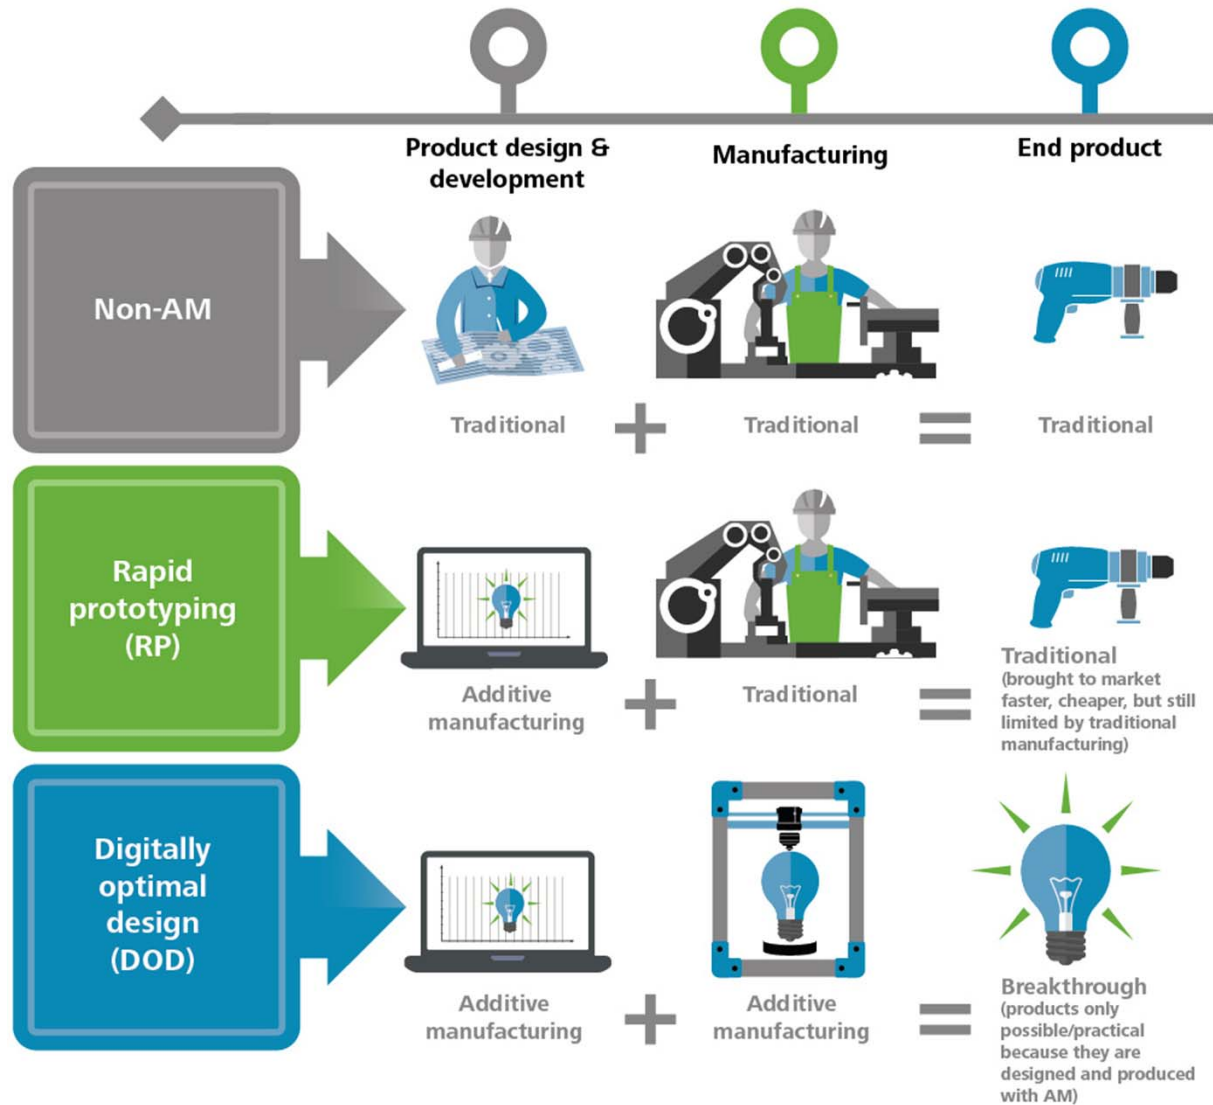 Product design &
development
Manufacturing
End product
Non-AM
Traditional
+
Traditional
=
Traditional
Rapid
prototyping
(RP)
Additive
manufacturing
+
Traditional
=
Traditional
(brought to market
faster, cheaper, but still
limited by traditional
manufacturing)
Digitally
optimal
design
(DOD)
Additive
manufacturing
+
Additive
manufacturing
=
Breakthrough
(products only
possible/practical
because they are
designed and produced
with AM)